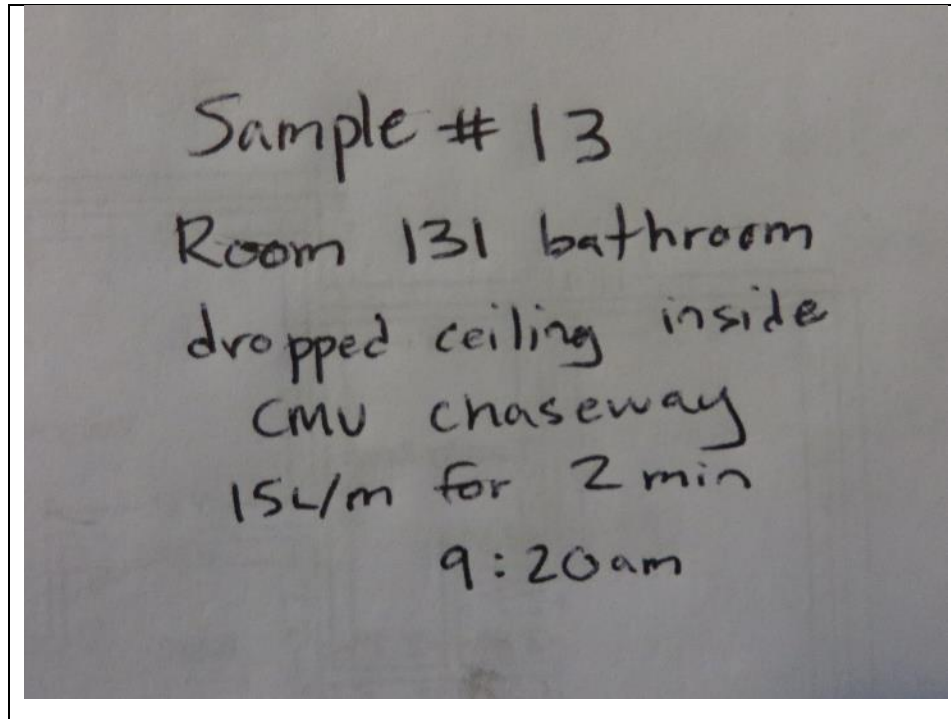 Sample # 13
Room 131 bathroom
dropped ceiling inside
CMU chaseway
15L/m for 2 min
9:20am